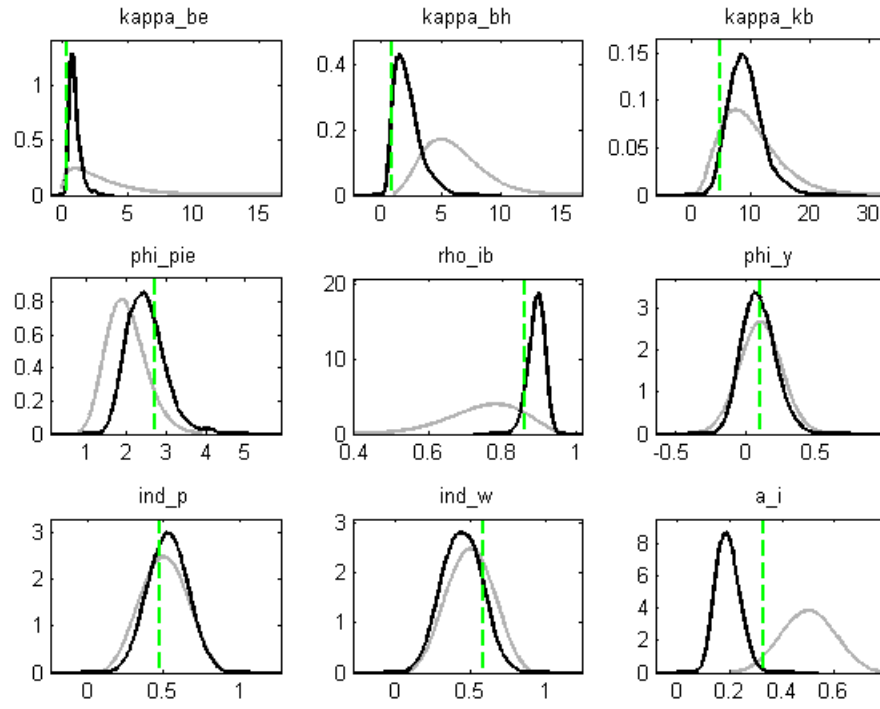 kappa_be kappa_bh kappa_kb
1 0.5 0
0 5 10 15
0.4 0.2 0
0 5 10 15
0.15 0.1 0.05 0
0 10 20 30
phi_pie rho_ib phi_y
0.8 0.6 0.4 0.2 0
1 2 3 4 5
20 10 0
0.4 0.6 0.8 1
3 2 1 0
-0.5 0 0.5
ind_p ind_w a_i
3 2 1 0
0 0.5 1
3 2 1 0
0 0.5 1
8 6 4 2 0
0 0.2 0.4 0.6